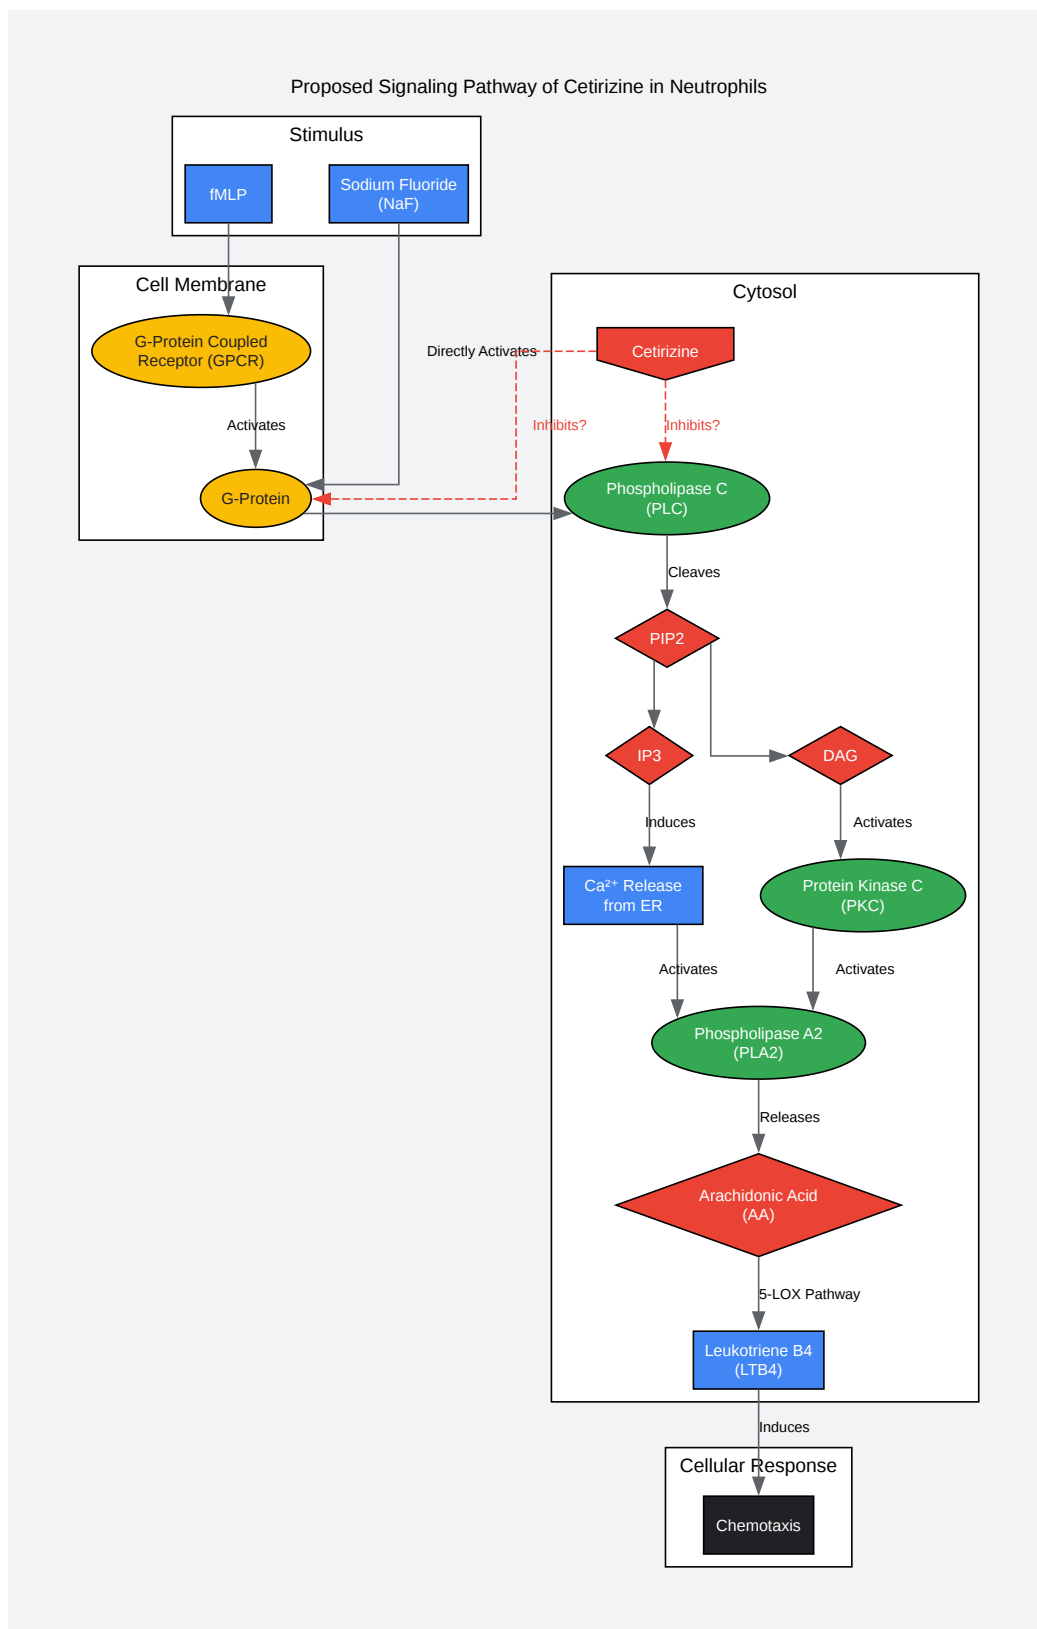 Proposed Signaling Pathway of Cetirizine in Neutrophils
Stimulus
fMLP
Sodium Fluoride
(NaF)
Cell Membrane
Cytosol
G-Protein Coupled
Receptor (GPCR)
Directly Activates
Cetirizine
Activates
Inhibits?
Inhibits?
G-Protein
Phospholipase C
(PLC)
Cleaves
PIP2
IP3
DAG
Induces
Activates
Ca²⁺ Release
from ER
Protein Kinase C
(PKC)
Activates
Activates
Phospholipase A2
(PLA2)
Releases
Arachidonic Acid
(AA)
5-LOX Pathway
Leukotriene B4
(LTB4)
Induces
Cellular Response
Chemotaxis